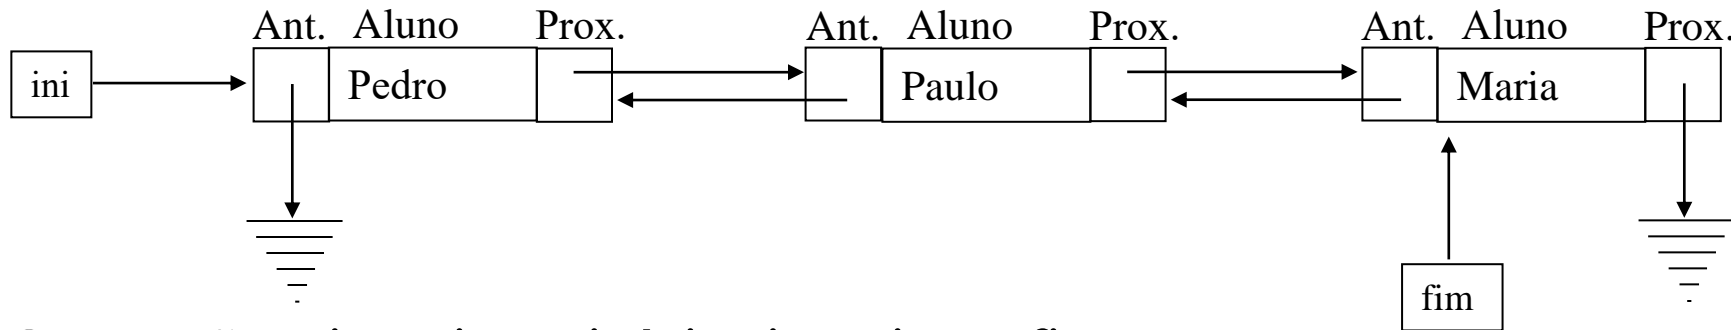 Ant. Aluno Prox. Ant. Aluno Prox. Ant. Aluno Prox.
ini Pedro Paulo Maria
fim